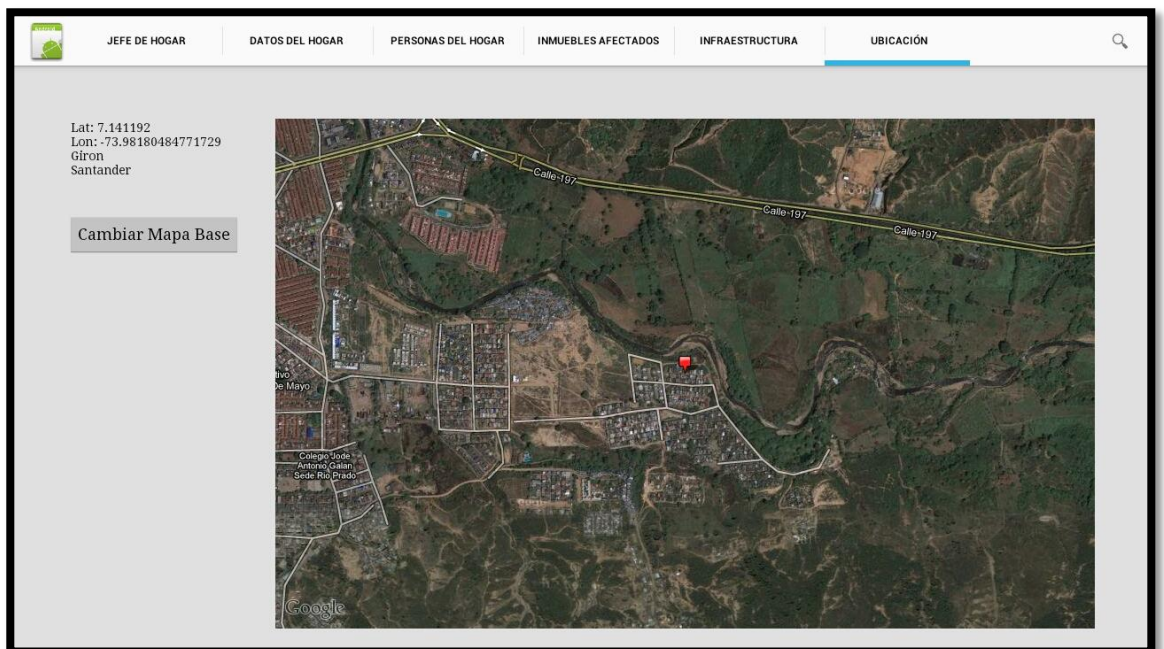 JEFE DE HOGAR
DATOS DEL HOGAR
PERSONAS DEL HOGAR
INMUEBLES AFECTADOS
INFRAESTRUCTURA
UBICACIÓN
Lat: 7.141192
Lon: -73.98180484771729
Giron
Santander
Cambiar Mapa Base
Calle 197
Calle 197
Calle 197
tivo
De Mayo
Colegio Jode
Antonio Galan
Sede Rio Prado
Google